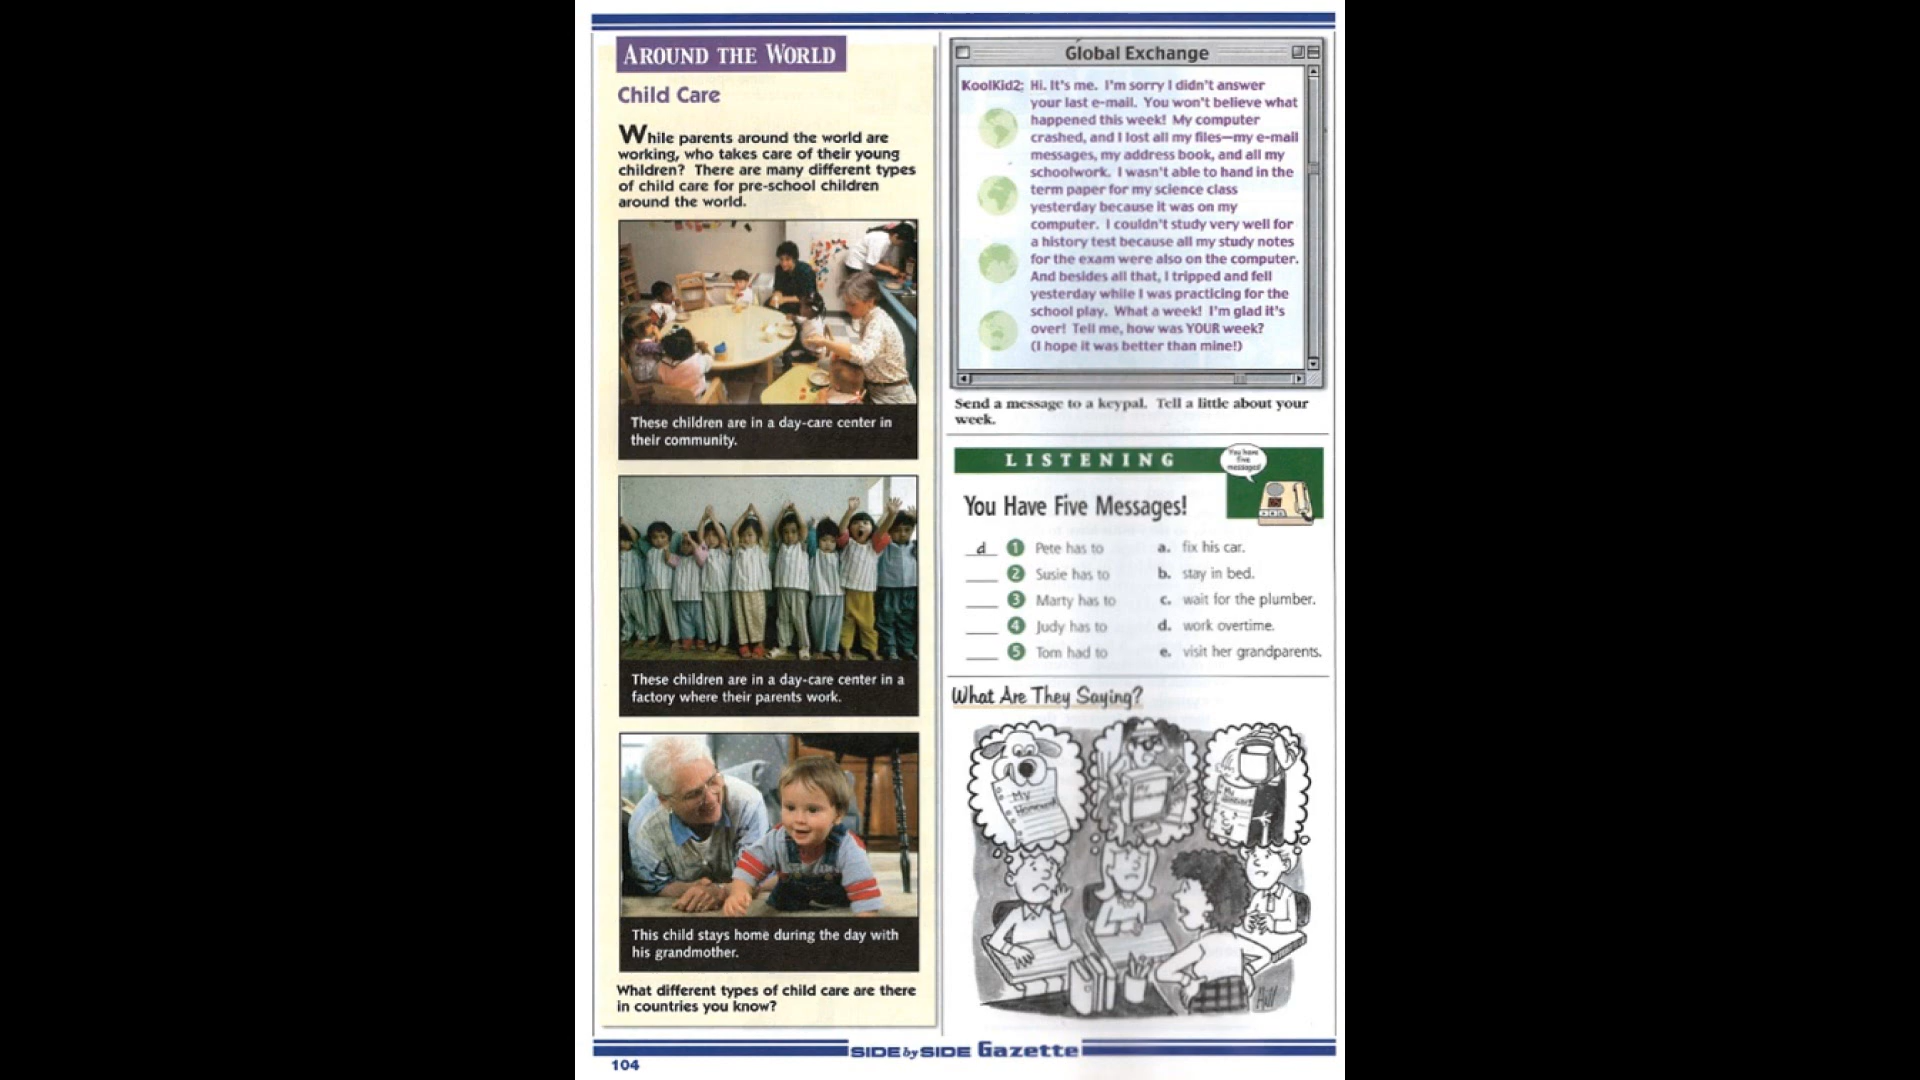 AROUND THE WORLD
Child Care
While parents around the world are
working, who takes care of their young
children? There are many different types
of child care for pre-school children
around the world.
These children are in a day-care center in
their community.
These children are in a day-care center in a
factory where their parents work.
This child stays home during the day with
his grandmother.
What different types of child care are there
in countries you know?
Global Exchange
KoolKid2: Hi. It's me. I'm sorry I didn't answer
your last e-mail. You won't believe what
happened this week! My computer
crashed, and I lost all my files—my e-mail
messages, my address book, and all my
schoolwork. I wasn't able to hand in the
term paper for my science class
yesterday because it was on my
computer. I couldn't study very well for
a history test because all my study notes
for the exam were also on the computer.
And besides all that, I tripped and fell
yesterday while I was practicing for the
school play. What a week! I'm glad it's
over! Tell me, how was YOUR week?
(I hope it was better than mine!)
Send a message to a keypal. Tell a little about your
week.
LISTENING
You have
five
messages!
You Have Five Messages!
d 1 Pete has to a. fix his car.
2 Susie has to b. stay in bed.
3 Marty has to c. wait for the plumber.
4 Judy has to d. work overtime.
5 Tom had to e. visit her grandparents.
What Are They Saying?
My
Homework
My
My
SIDE by SIDE Gazette
104